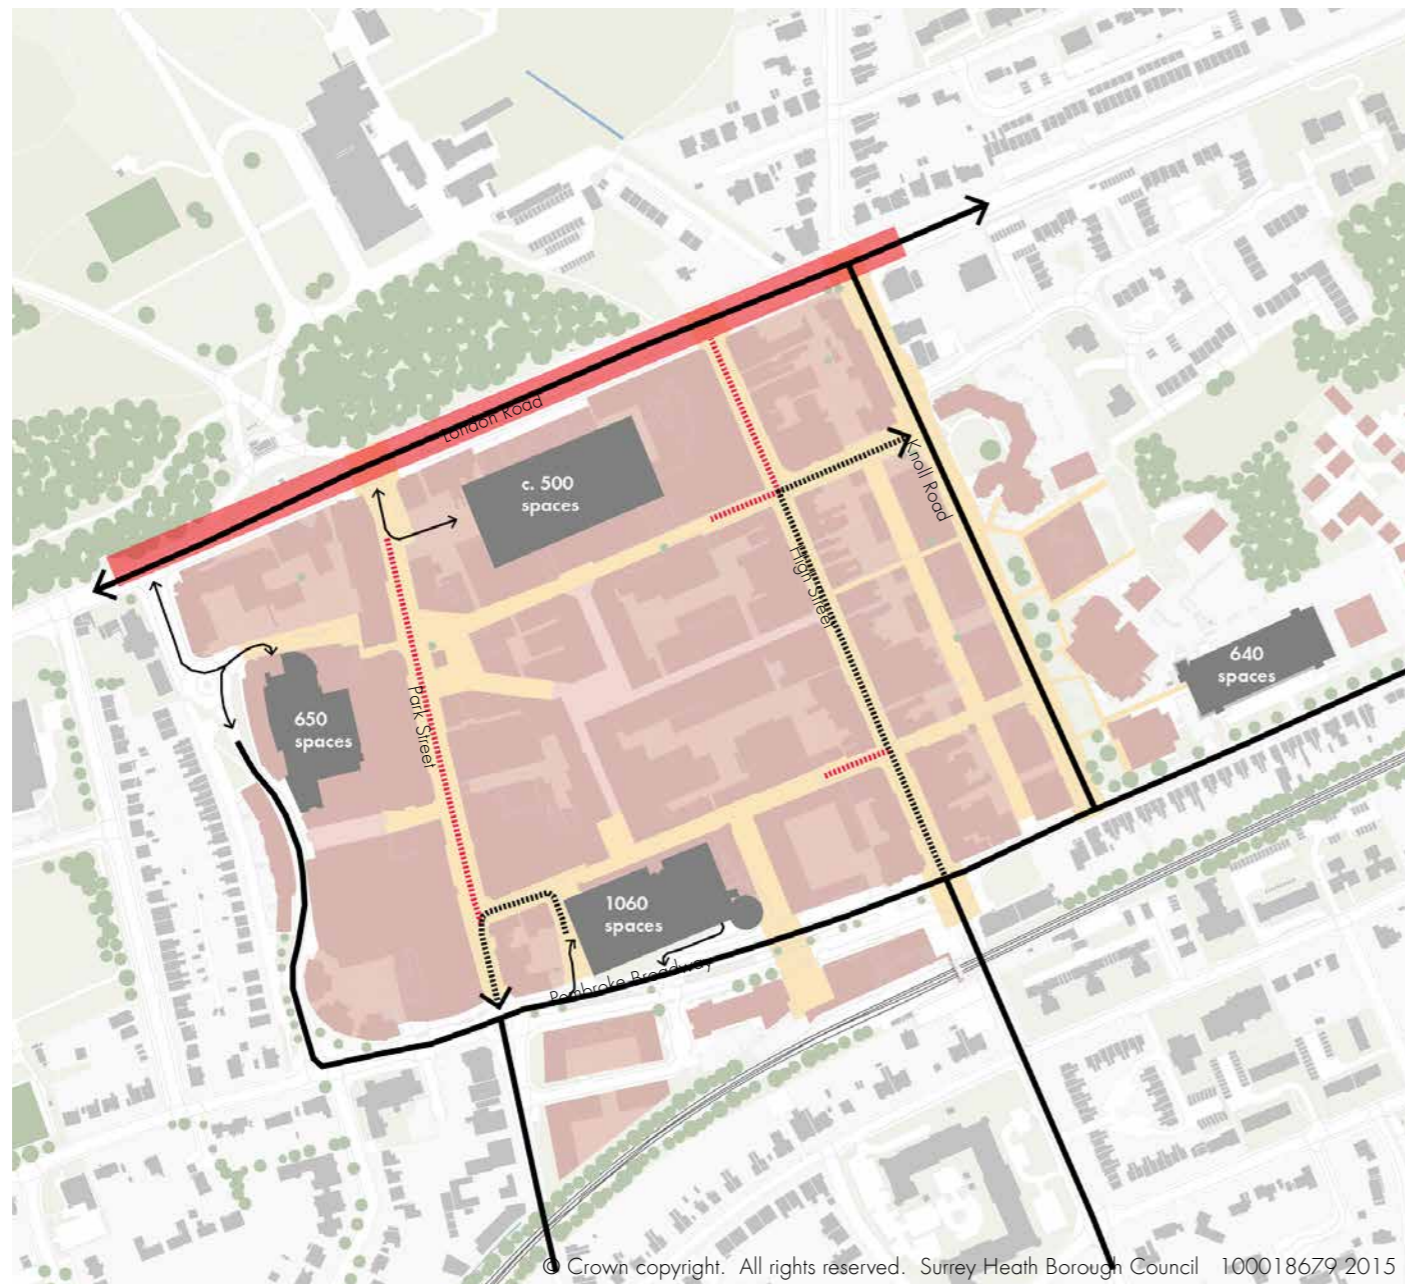 London Road
c. 500
spaces
Knoll Road
High Street
640
spaces
650
spaces
Park Street
1060
spaces
Pembroke Broadway
© Crown copyright. All rights reserved. Surrey Heath Borough Council 100018679 2015